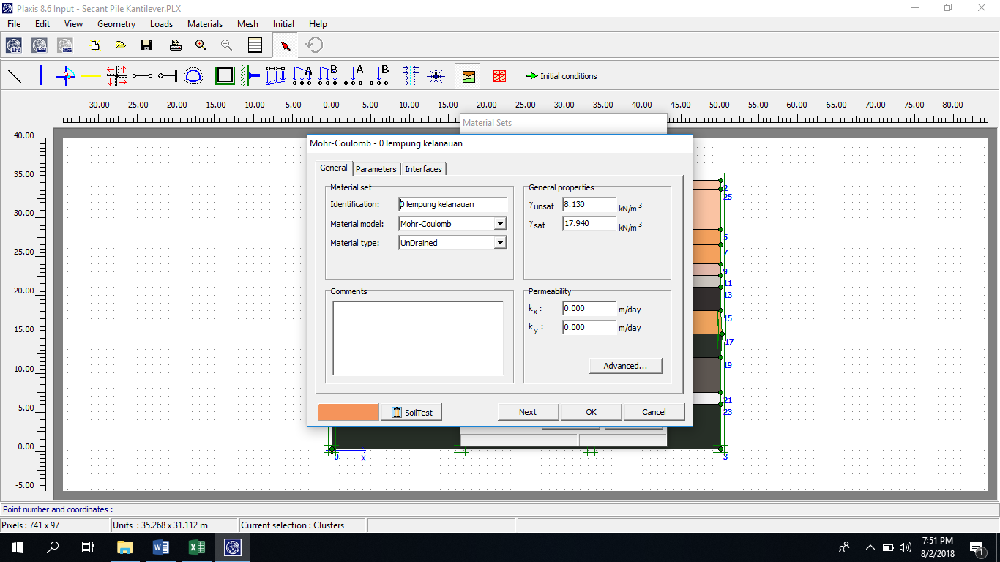 Plaxis 8.6 Input - Secant Pile Kantilever.PLX
File Edit View Geometry Loads Materials Mesh Initial Help
A B A B Initial conditions
-30.00 -25.00 -20.00 -15.00 -10.00 -5.00 0.00 5.00 10.00 15.00 20.00 25.00 30.00 35.00 40.00 45.00 50.00 55.00 60.00 65.00 70.00 75.00 80.00
Material Sets
40.00
35.00
30.00
25.00
20.00
15.00
10.00
5.00
0.00
-5.00
Mohr-Coulomb - 0 lempung kelanauan
General Parameters Interfaces
Material set
Identification: 0 lempung kelanauan
Material model: Mohr-Coulomb
Material type: UnDrained
General properties
γunsat 8.130 kN/m 3
γsat 17.940 kN/m 3
Comments
Permeability
kx : 0.000 m/day
ky : 0.000 m/day
Advanced...
SoilTest Next OK Cancel
2
25
5
7
9
11
13
15
17
19
21
23
3
0 X
Point number and coordinates :
Pixels : 741 x 97 Units : 35.268 x 31.112 m Current selection : Clusters
7:51 PM
8/2/2018
1